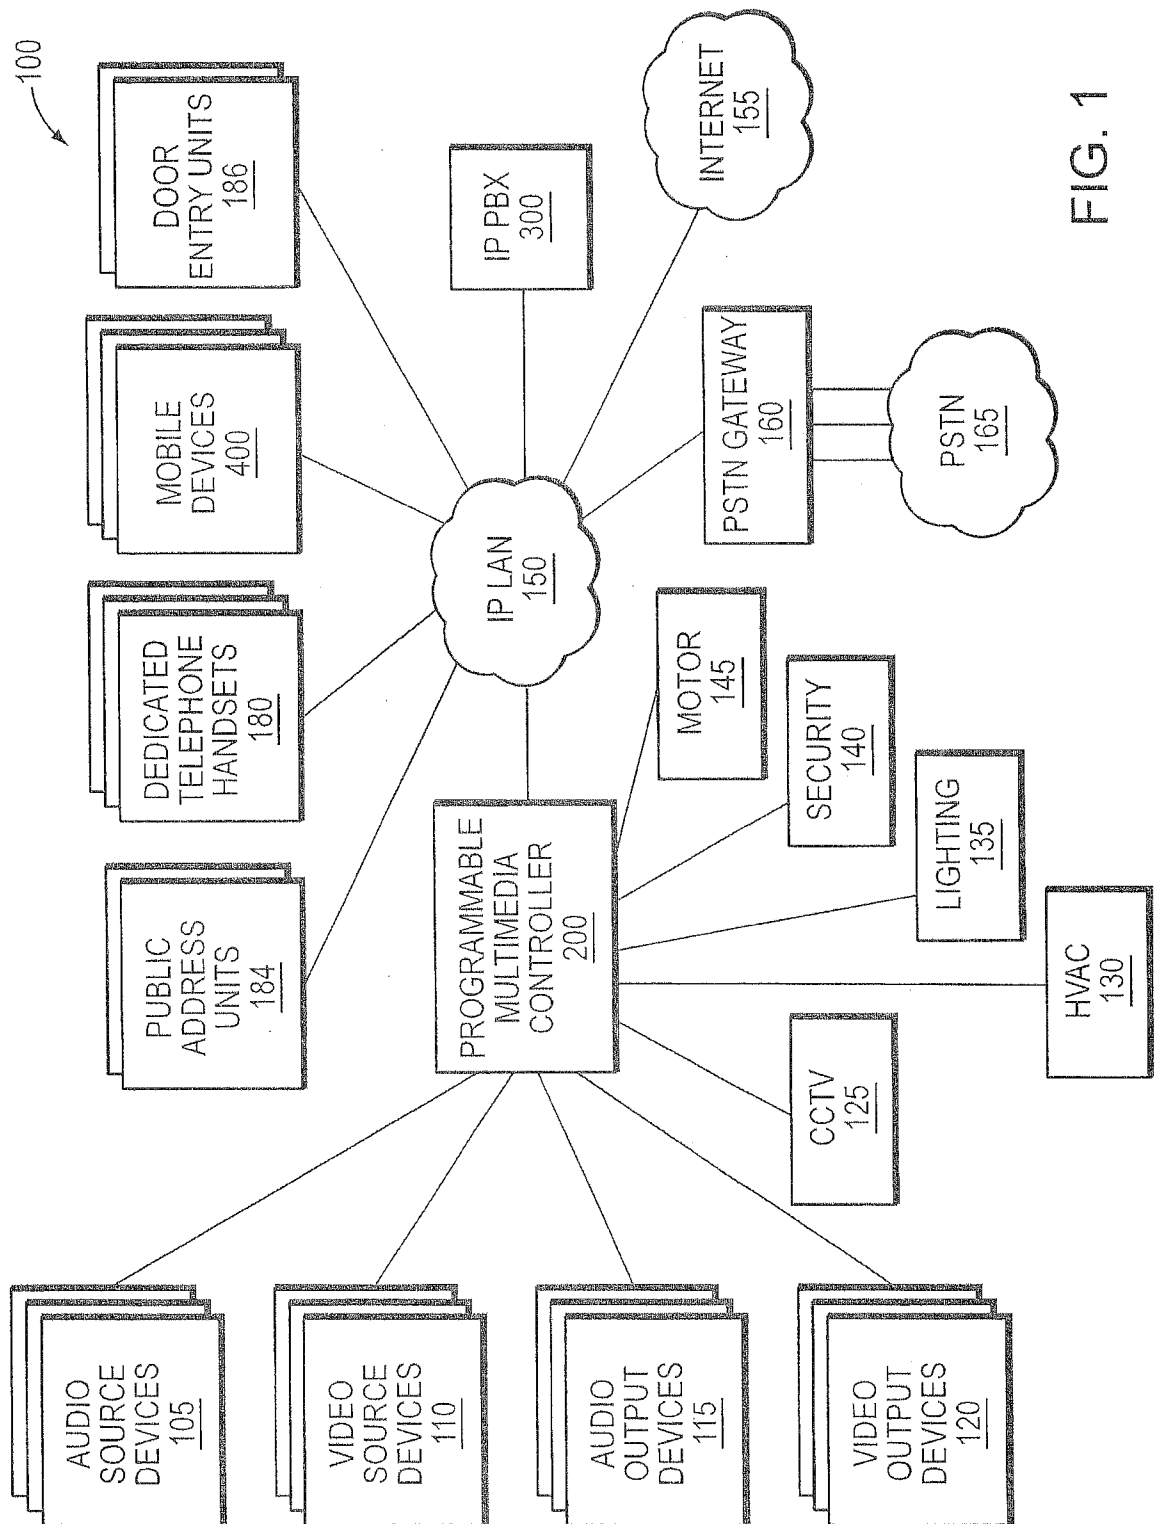 100
DOOR
ENTRY UNITS
186
MOBILE
DEVICES
400
DEDICATED
TELEPHONE
HANDSETS
180
PUBLIC
ADDRESS
UNITS
184
IP PBX
300
INTERNET
155
IP LAN
150
PSTN GATEWAY
160
PSTN
165
PROGRAMMABLE
MULTIMEDIA
CONTROLLER
200
MOTOR
145
SECURITY
140
LIGHTING
135
HVAC
130
CCTV
125
AUDIO
SOURCE
DEVICES
105
VIDEO
SOURCE
DEVICES
110
AUDIO
OUTPUT
DEVICES
115
VIDEO
OUTPUT
DEVICES
120
FIG. 1